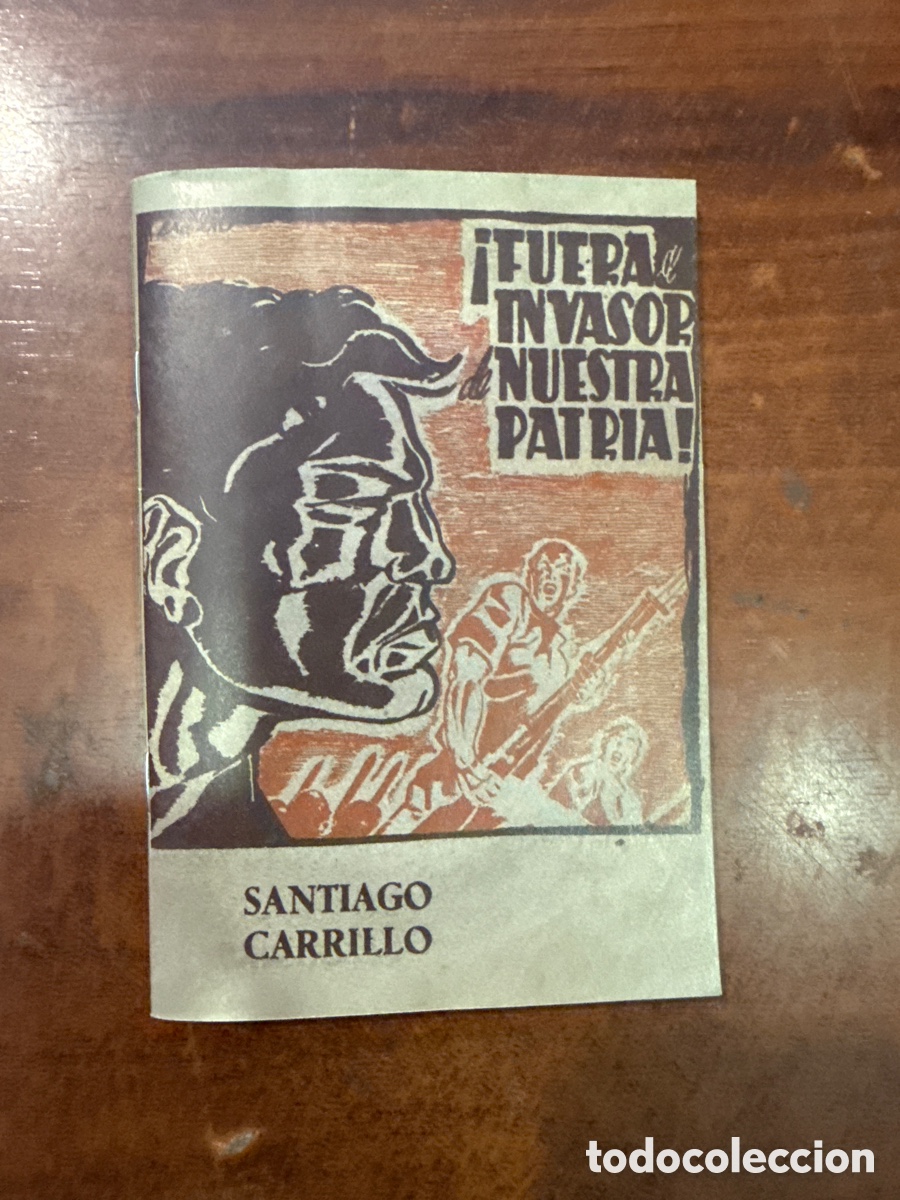 ¡FUERA el
INVASOR
de NUESTRA
PATRIA!
SANTIAGO
CARRILLO
todocoleccion